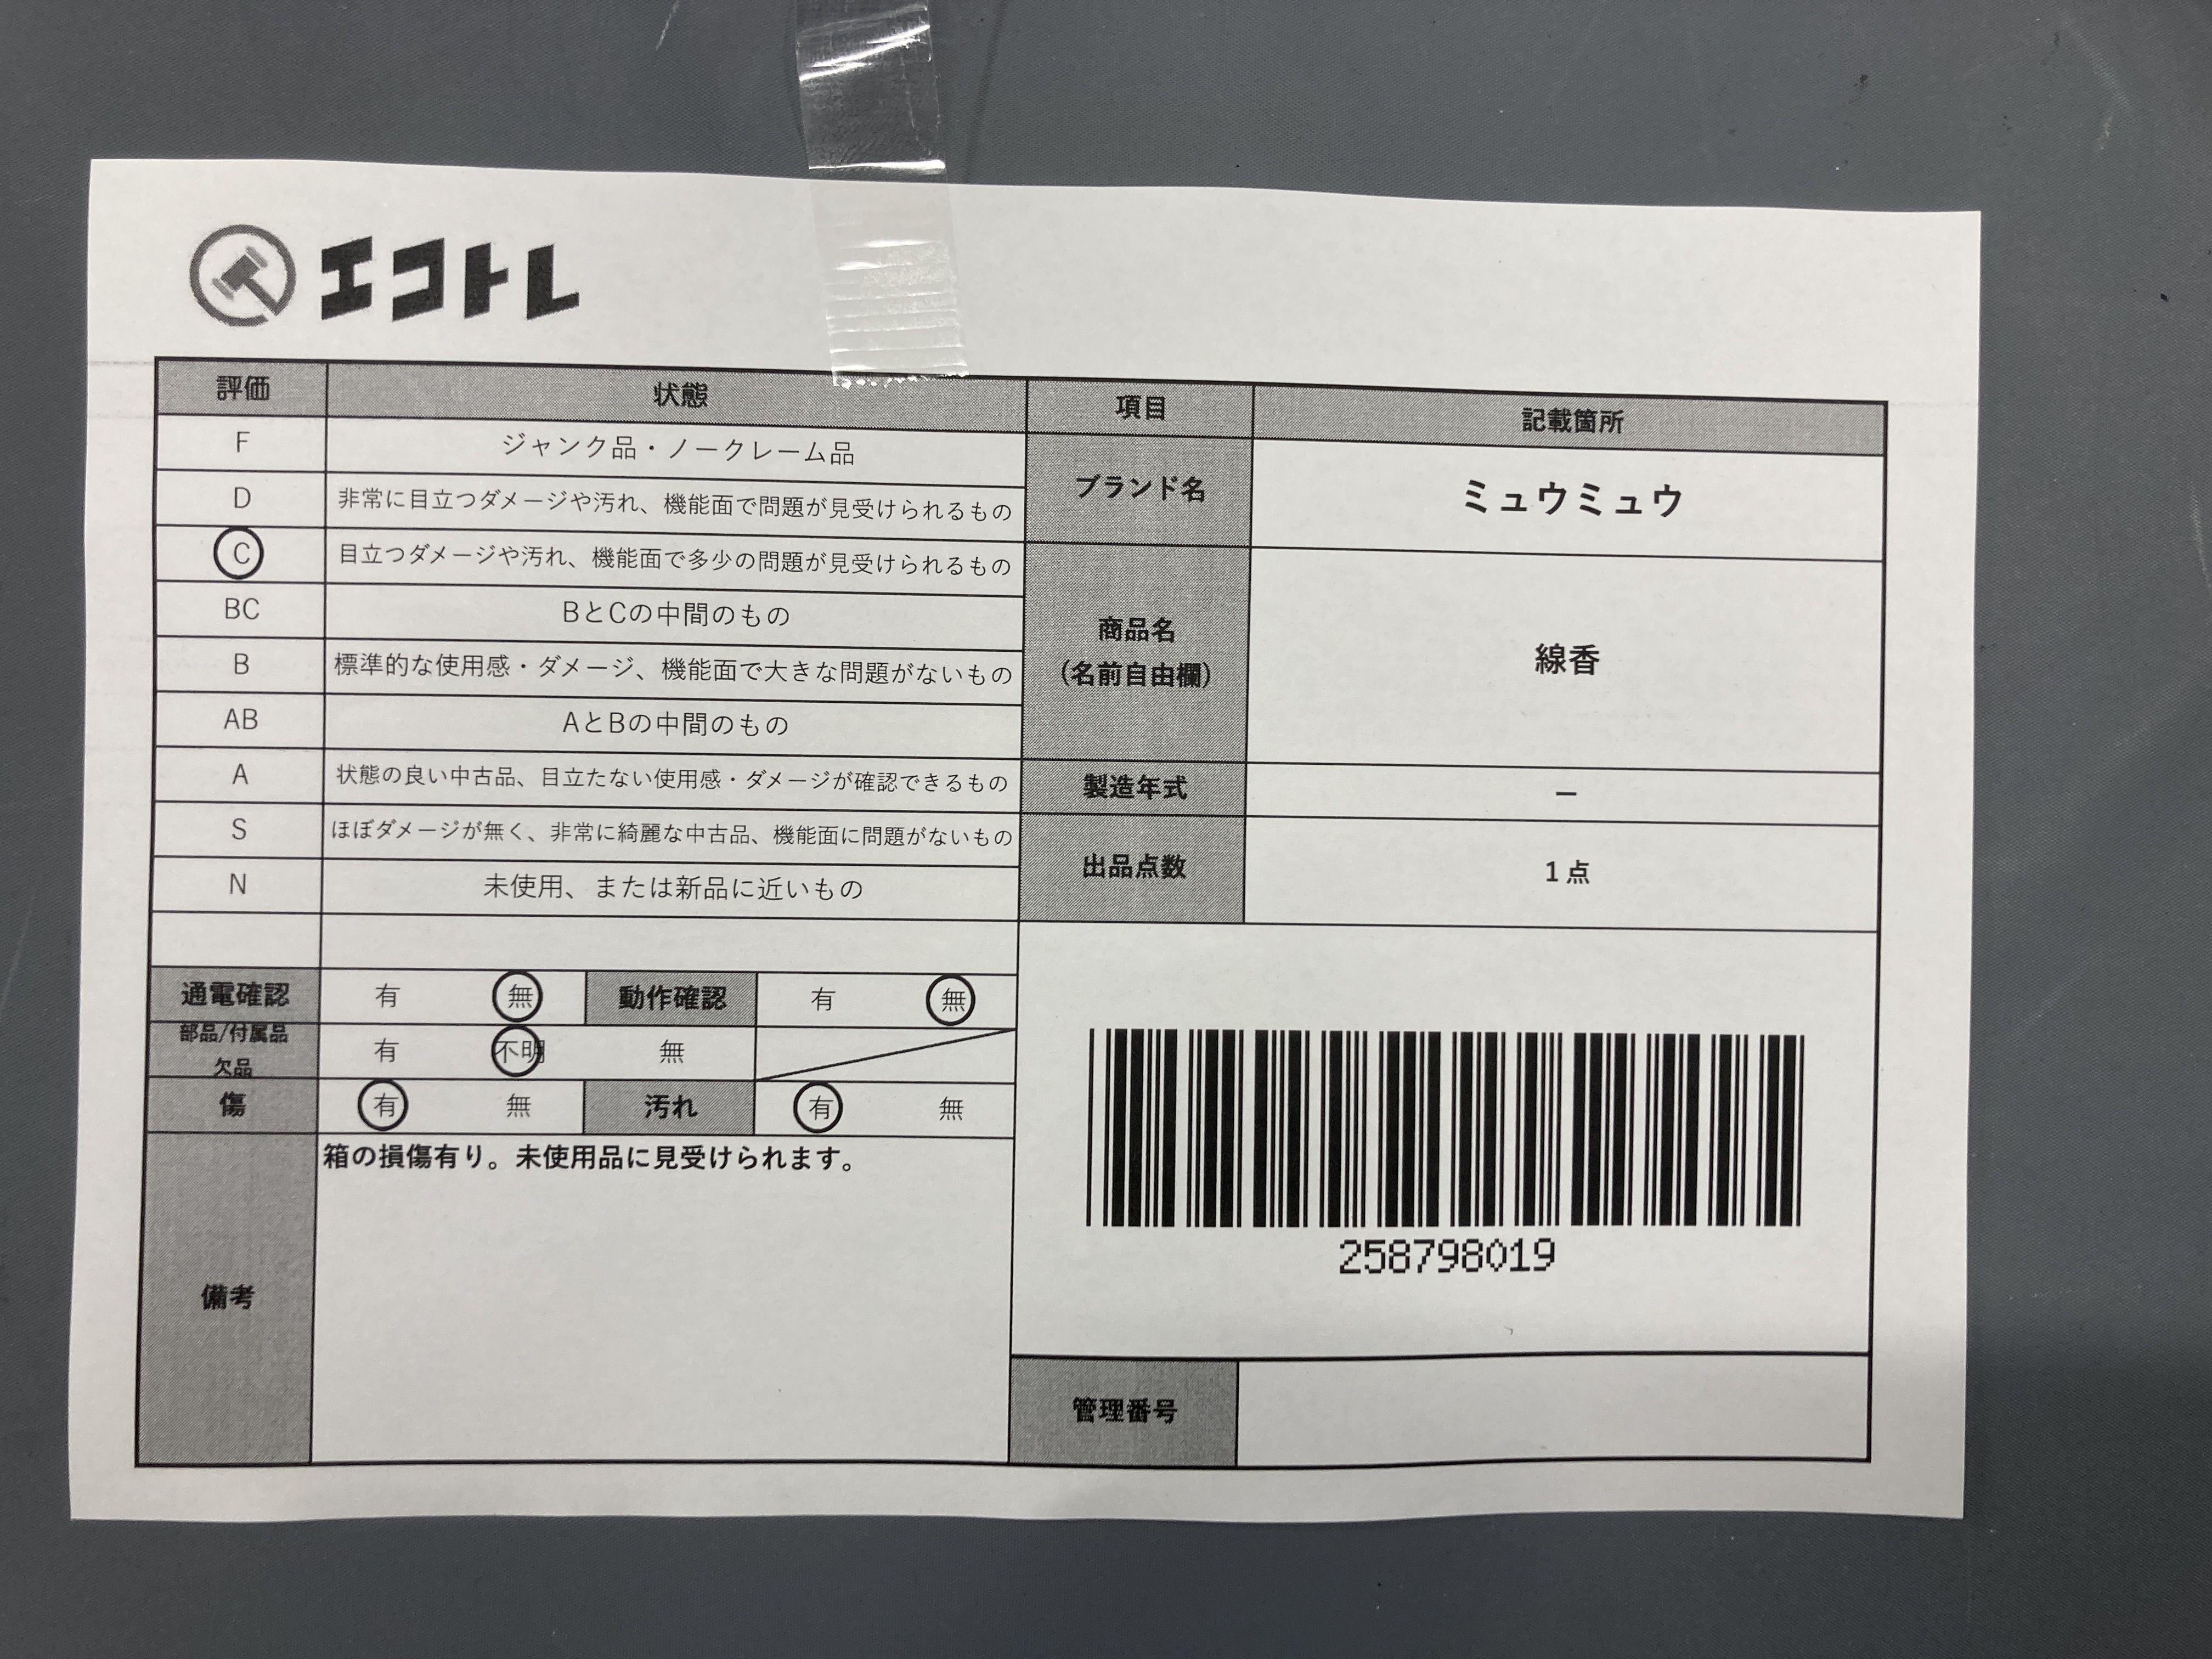 エコトレ
評価 状態 項目 記載箇所
F ジャンク品・ノークレーム品
D 非常に目立つダメージや汚れ、機能面で問題が見受けられるもの
C 目立つダメージや汚れ、機能面で多少の問題が見受けられるもの
BC BとCの中間のもの
B 標準的な使用感・ダメージ、機能面で大きな問題がないもの
AB AとBの中間のもの
A 状態の良い中古品、目立たない使用感・ダメージが確認できるもの
S ほぼダメージが無く、非常に綺麗な中古品、機能面に問題がないもの
N 未使用、または新品に近いもの
ブランド名 ミュウミュウ
商品名
(名前自由欄)
線香
製造年式 ー
出品点数 1点
通電確認 有 無 動作確認 有 無
部品/付属品
欠品
有 不明 無
傷 有 無 汚れ 有 無
備考
箱の損傷有り。未使用品に見受けられます。
258798019
管理番号